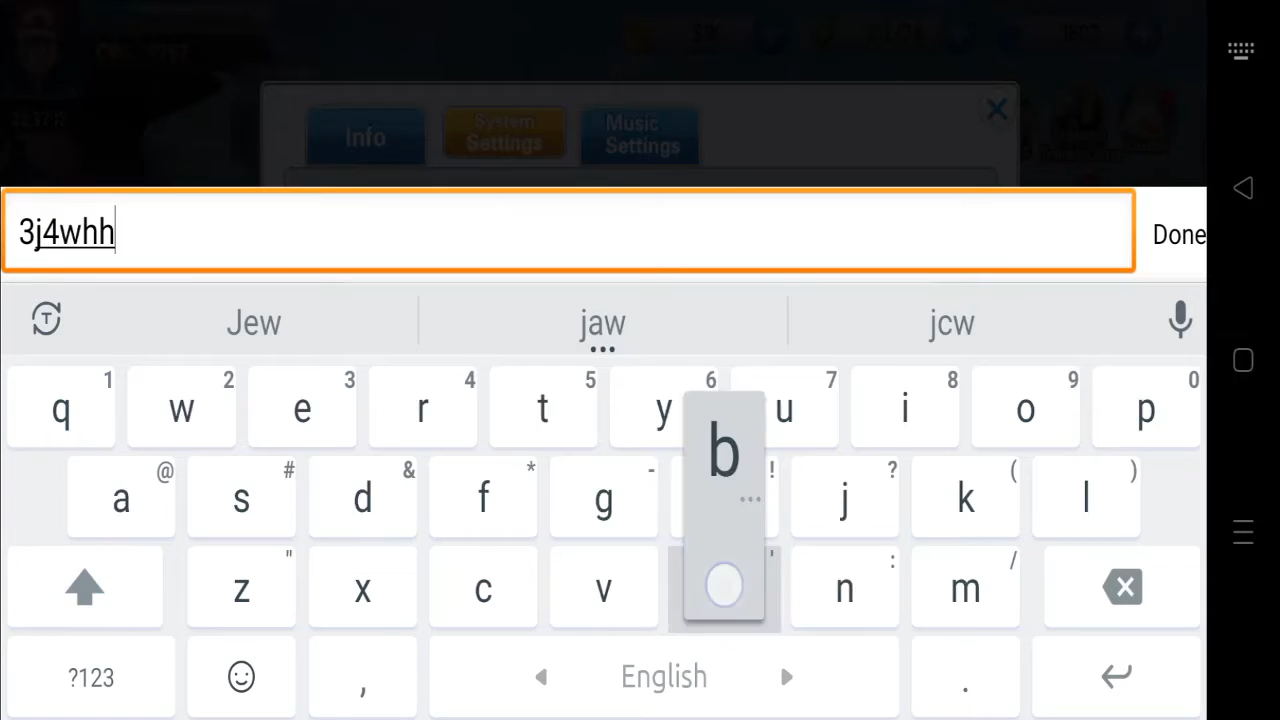 Info
System
Settings
Music
Settings
3j4whh
Done
Jew
jaw
jcw
q 1 w 2 e 3 r 4 t 5 y 6 u 7 i 8 o 9 p 0
a @ s # d & f * g - ! j ? k ( l )
z " x c v b ' n : m /
?123 , English .